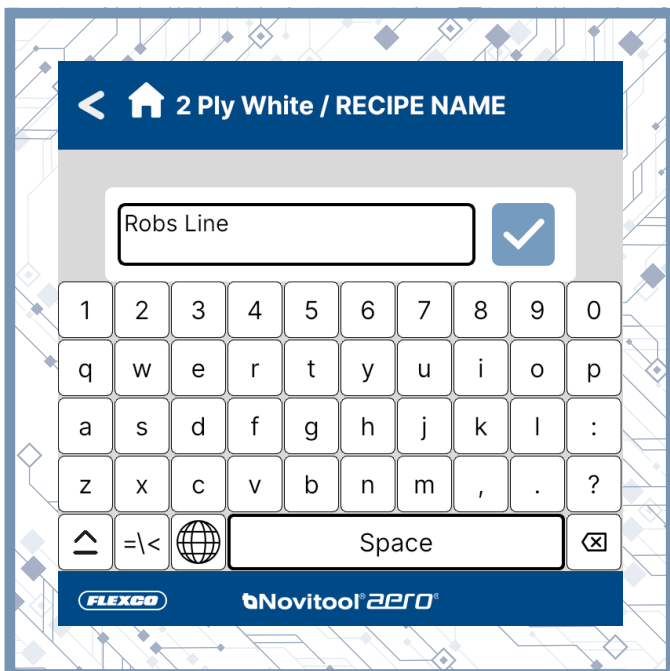 < 2 Ply White / RECIPE NAME
Robs Line
1 2 3 4 5 6 7 8 9 0
q w e r t y u i o p
a s d f g h j k l :
z x c v b n m , . ?
=\< Space
FLEXCO Novitool® aero®